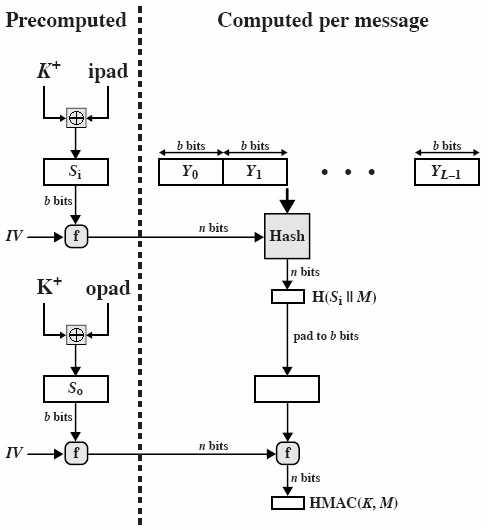 Precomputed
Computed per message
K+ ipad
b bits b bits b bits
Si
Y0 Y1 • • • YL–1
b bits
IV f n bits Hash
n bits
K+ opad
H(Si || M)
pad to b bits
So
b bits
IV f n bits f
n bits
HMAC(K, M)